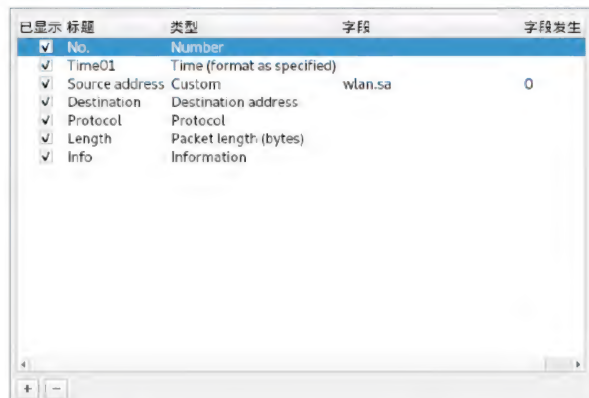 已显示 标题 类型 字段 字段发生
No. Number
Time01 Time (format as specified)
Source address Custom wlan.sa 0
Destination Destination address
Protocol Protocol
Length Packet length (bytes)
Info Information
+ −